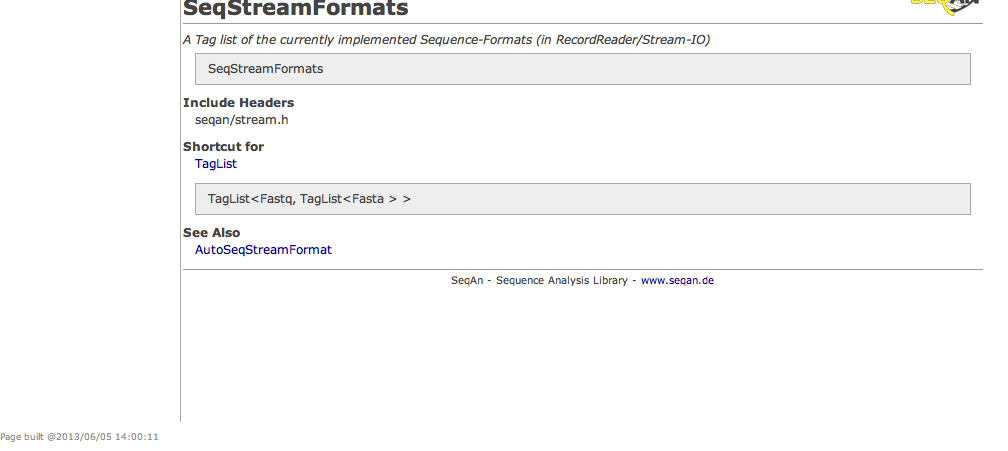 SeqStreamFormats
A Tag list of the currently implemented Sequence-Formats (in RecordReader/Stream-IO)
SeqStreamFormats
Include Headers
seqan/stream.h
Shortcut for
TagList
TagList<Fastq, TagList<Fasta > >
See Also
AutoSeqStreamFormat
SeqAn - Sequence Analysis Library - www.seqan.de
Page built @2013/06/05 14:00:11